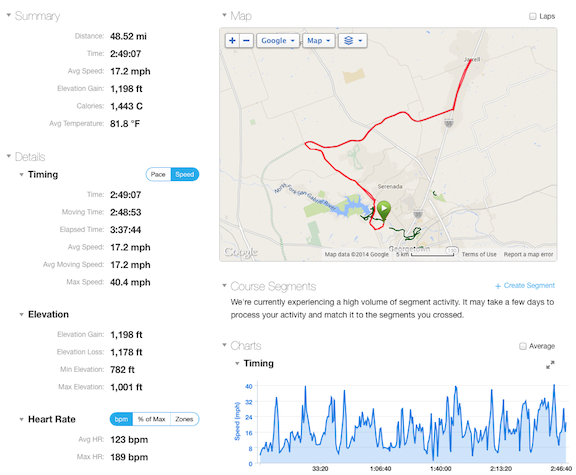 Summary
Distance: 48.52 mi
Time: 2:49:07
Avg Speed: 17.2 mph
Elevation Gain: 1,198 ft
Calories: 1,443 C
Avg Temperature: 81.8 °F
Details
Timing Pace Speed
Time: 2:49:07
Moving Time: 2:48:53
Elapsed Time: 3:37:44
Avg Speed: 17.2 mph
Avg Moving Speed: 17.2 mph
Max Speed: 40.4 mph
Elevation
Elevation Gain: 1,198 ft
Elevation Loss: 1,178 ft
Min Elevation: 782 ft
Max Elevation: 1,001 ft
Heart Rate bpm % of Max Zones
Avg HR: 123 bpm
Max HR: 189 bpm
Map Laps
+ − Google Map
Jarrell
Serenada
North Fork San Gabriel River
Georgetown
Google Map data ©2014 Google 5 km Terms of Use Report a map error
Course Segments + Create Segment
We're currently experiencing a high volume of segment activity. It may take a few days to
process your activity and match it to the segments you crossed.
Charts Average
Timing
Speed (mph)
40
32
24
16
8
0
33:20 1:06:40 1:40:00 2:13:20 2:46:40